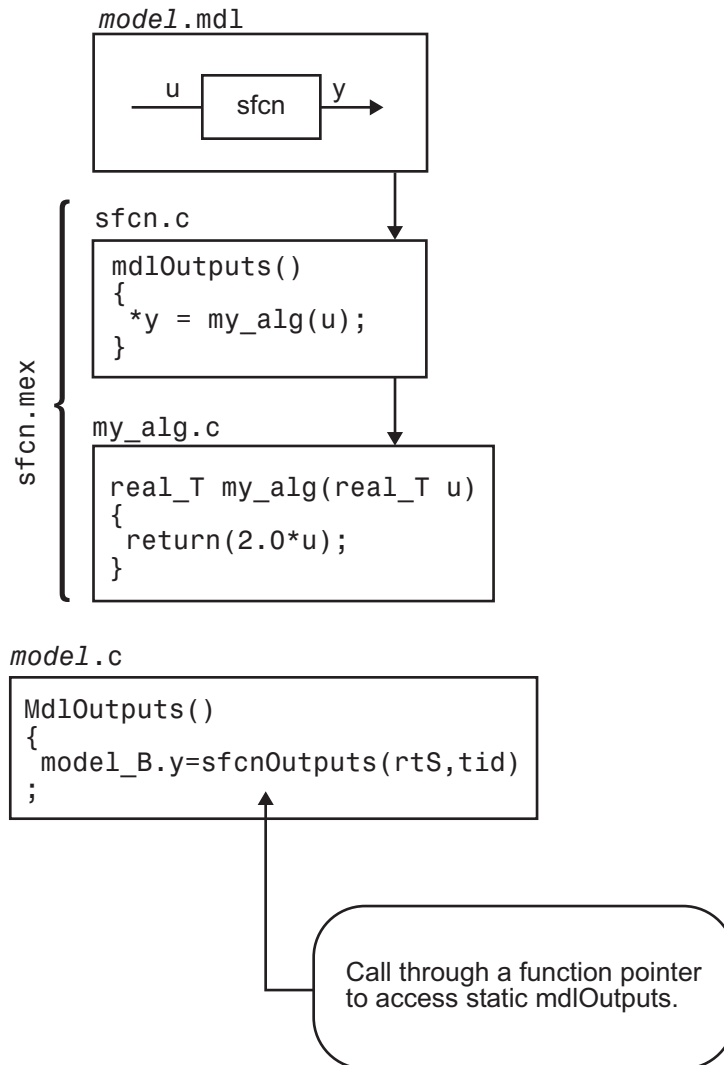 model.mdl
u
sfcn
y
sfcn.c
mdlOutputs()
{
*y = my_alg(u);
}
sfcn.mex
my_alg.c
real_T my_alg(real_T u)
{
return(2.0*u);
}
model.c
MdlOutputs()
{
model_B.y=sfcnOutputs(rtS,tid)
;
Call through a function pointer
to access static mdlOutputs.